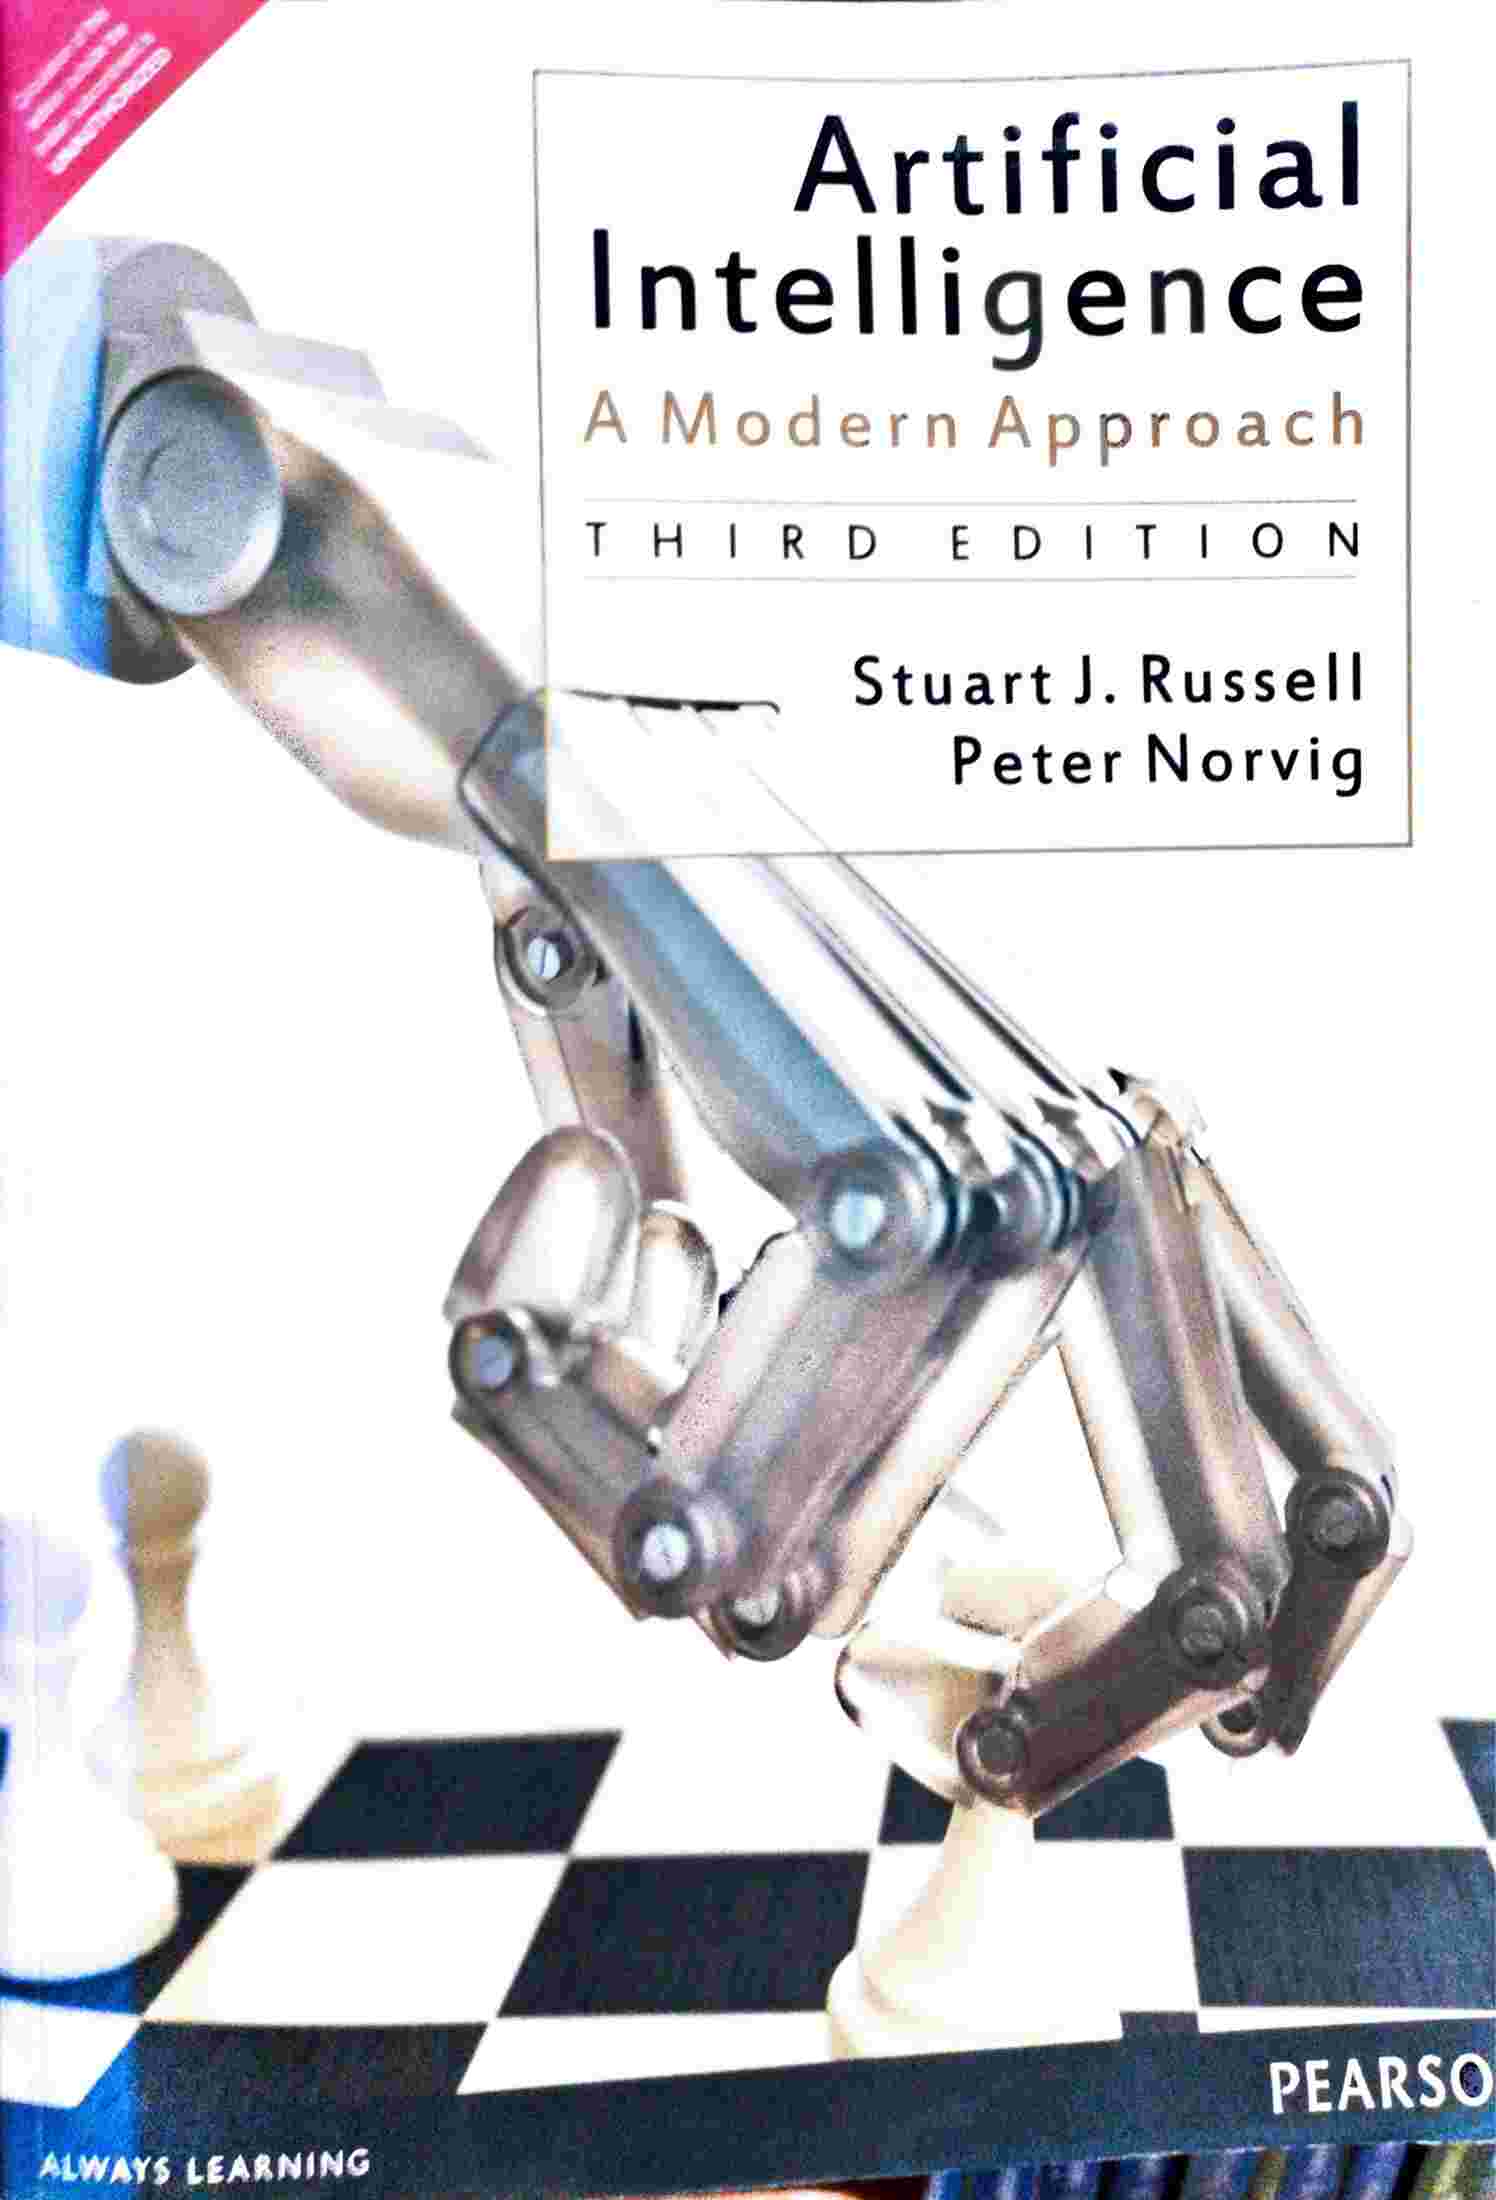 Artificial
Intelligence
A Modern Approach
THIRD EDITION
Stuart J. Russell
Peter Norvig
PEARSO
ALWAYS LEARNING